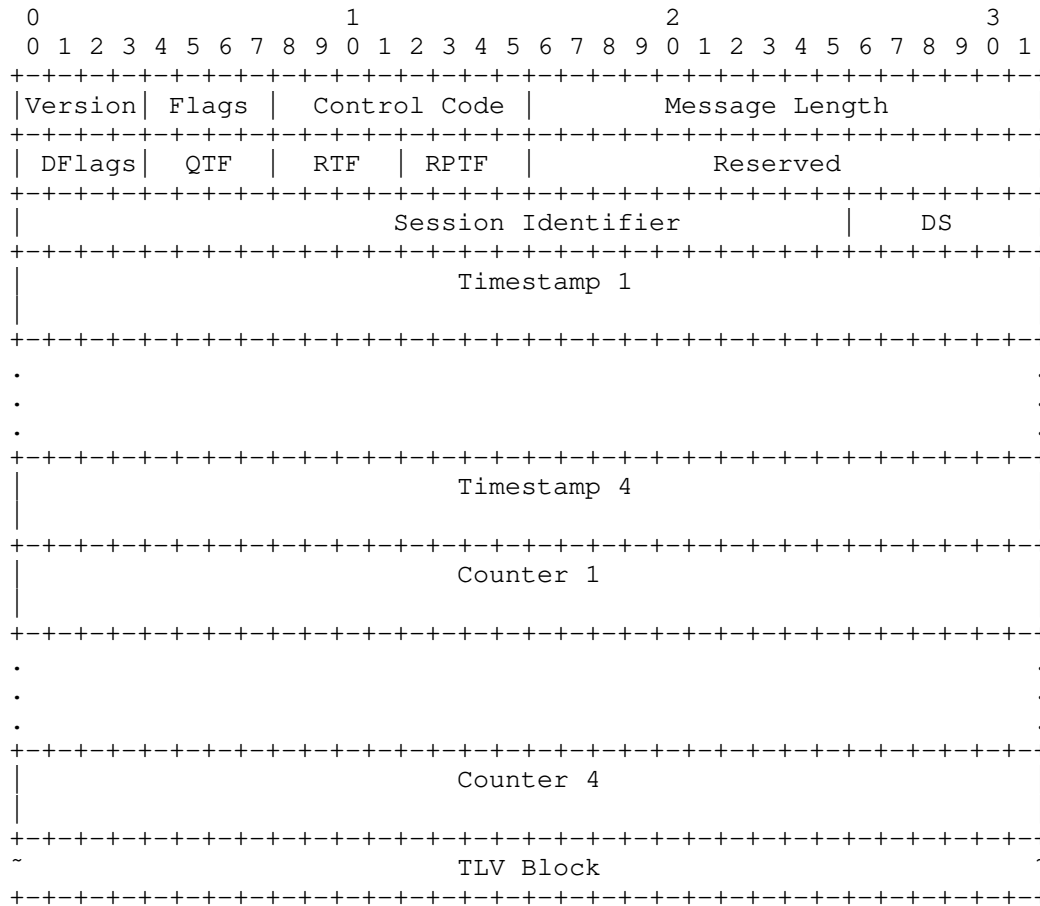 0                   1                   2                   3
 0 1 2 3 4 5 6 7 8 9 0 1 2 3 4 5 6 7 8 9 0 1 2 3 4 5 6 7 8 9 0 1
+-+-+-+-+-+-+-+-+-+-+-+-+-+-+-+-+-+-+-+-+-+-+-+-+-+-+-+-+-+-+-+-
|Version| Flags |  Control Code |        Message Length
+-+-+-+-+-+-+-+-+-+-+-+-+-+-+-+-+-+-+-+-+-+-+-+-+-+-+-+-+-+-+-+-
| DFlags|  QTF  |  RTF  | RPTF  |           Reserved
+-+-+-+-+-+-+-+-+-+-+-+-+-+-+-+-+-+-+-+-+-+-+-+-+-+-+-+-+-+-+-+-
|                       Session Identifier          |    DS
+-+-+-+-+-+-+-+-+-+-+-+-+-+-+-+-+-+-+-+-+-+-+-+-+-+-+-+-+-+-+-+-
|                           Timestamp 1
|
+-+-+-+-+-+-+-+-+-+-+-+-+-+-+-+-+-+-+-+-+-+-+-+-+-+-+-+-+-+-+-+-
.                                                               .
.                                                               .
.                                                               .
+-+-+-+-+-+-+-+-+-+-+-+-+-+-+-+-+-+-+-+-+-+-+-+-+-+-+-+-+-+-+-+-
|                           Timestamp 4
|
+-+-+-+-+-+-+-+-+-+-+-+-+-+-+-+-+-+-+-+-+-+-+-+-+-+-+-+-+-+-+-+-
|                           Counter 1
|
+-+-+-+-+-+-+-+-+-+-+-+-+-+-+-+-+-+-+-+-+-+-+-+-+-+-+-+-+-+-+-+-
.                                                               .
.                                                               .
.                                                               .
+-+-+-+-+-+-+-+-+-+-+-+-+-+-+-+-+-+-+-+-+-+-+-+-+-+-+-+-+-+-+-+-
|                           Counter 4
|
+-+-+-+-+-+-+-+-+-+-+-+-+-+-+-+-+-+-+-+-+-+-+-+-+-+-+-+-+-+-+-+-
~                           TLV Block                           ~
+-+-+-+-+-+-+-+-+-+-+-+-+-+-+-+-+-+-+-+-+-+-+-+-+-+-+-+-+-+-+-+-